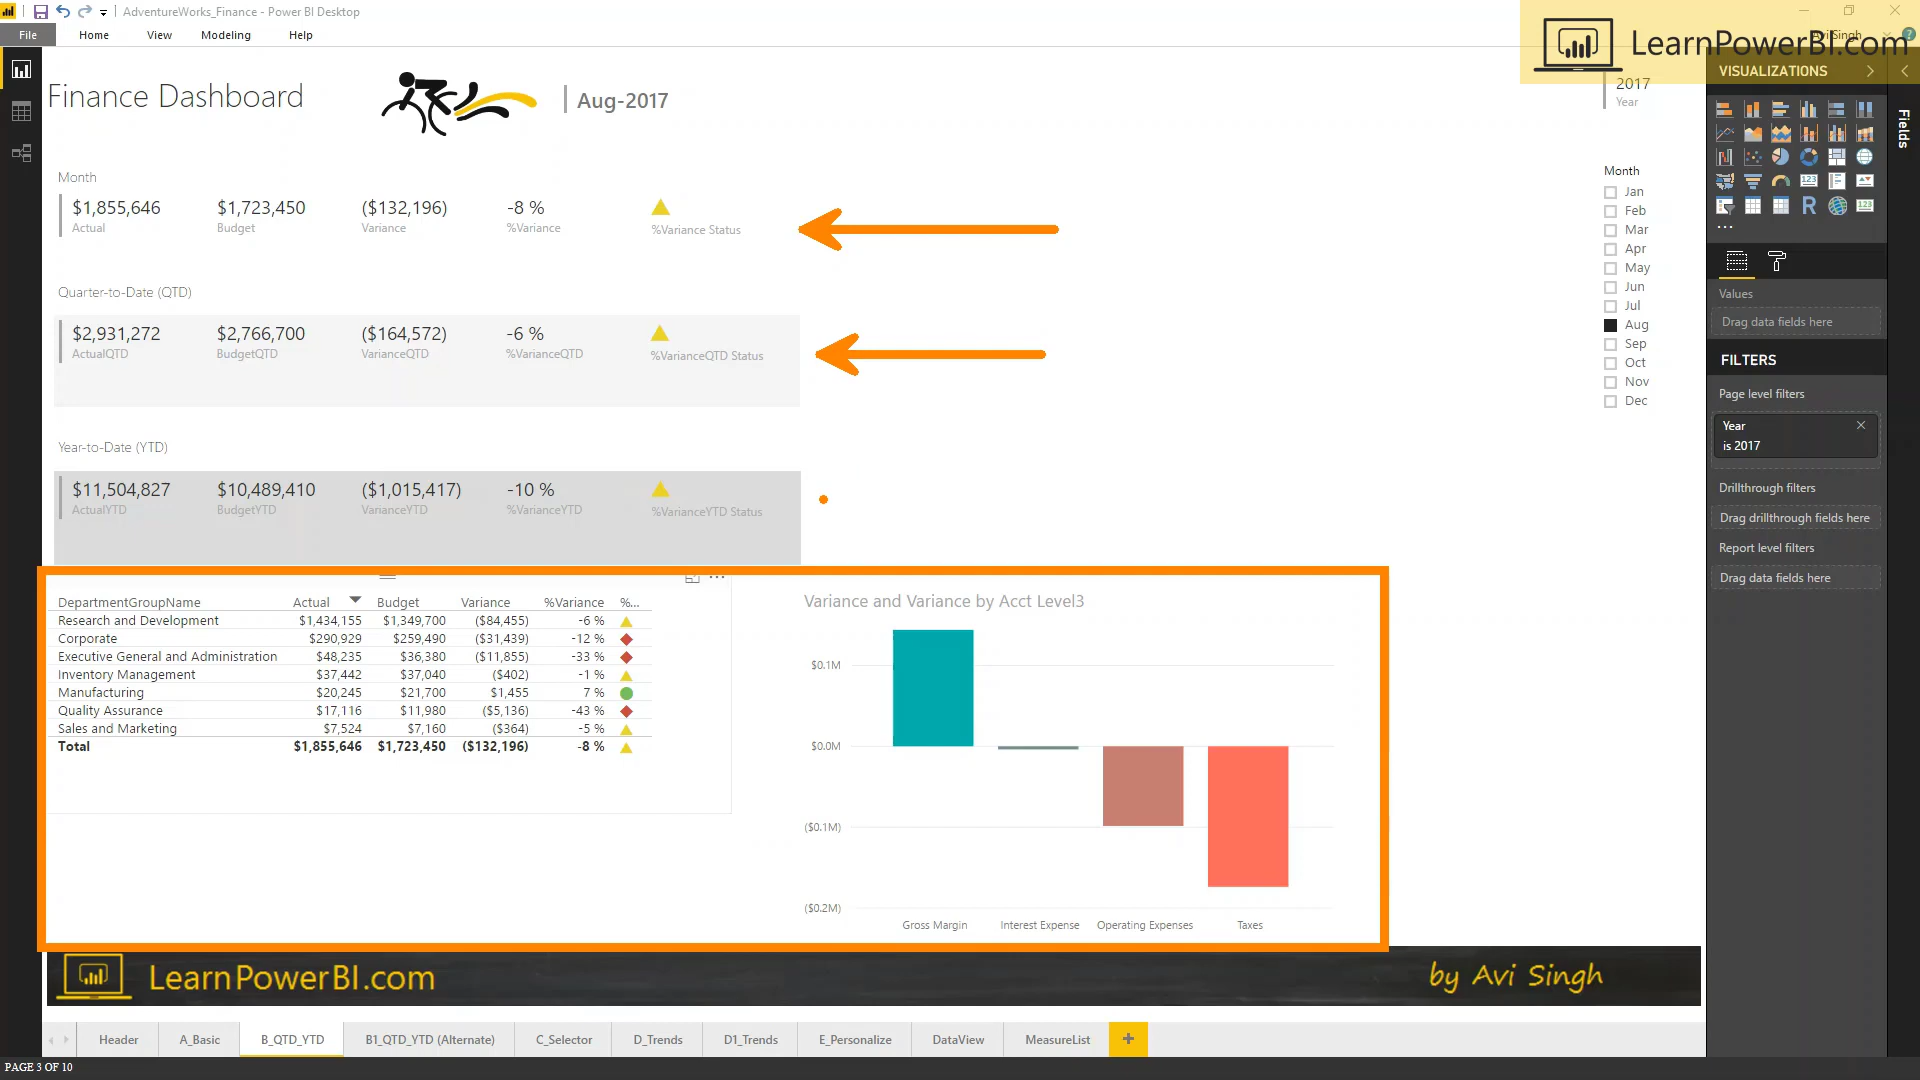 AdventureWorks_Finance - Power BI Desktop
File Home View Modeling Help
Avi Singh
LearnPowerBI.com
Finance Dashboard
Aug-2017
2017
Year
VISUALIZATIONS
Fields
Month
$1,855,646 $1,723,450 ($132,196) -8 %
Actual Budget Variance %Variance %Variance Status
Quarter-to-Date (QTD)
$2,931,272 $2,766,700 ($164,572) -6 %
ActualQTD BudgetQTD VarianceQTD %VarianceQTD %VarianceQTD Status
Year-to-Date (YTD)
$11,504,827 $10,489,410 ($1,015,417) -10 %
ActualYTD BudgetYTD VarianceYTD %VarianceYTD %VarianceYTD Status
Month
Jan
Feb
Mar
Apr
May
Jun
Jul
Aug
Sep
Oct
Nov
Dec
Values
Drag data fields here
FILTERS
Page level filters
Year
is 2017
Drillthrough filters
Drag drillthrough fields here
Report level filters
Drag data fields here
DepartmentGroupName Actual Budget Variance %Variance %...
Research and Development $1,434,155 $1,349,700 ($84,455) -6 %
Corporate $290,929 $259,490 ($31,439) -12 %
Executive General and Administration $48,235 $36,380 ($11,855) -33 %
Inventory Management $37,442 $37,040 ($402) -1 %
Manufacturing $20,245 $21,700 $1,455 7 %
Quality Assurance $17,116 $11,980 ($5,136) -43 %
Sales and Marketing $7,524 $7,160 ($364) -5 %
Total $1,855,646 $1,723,450 ($132,196) -8 %
Variance and Variance by Acct Level3
$0.1M
$0.0M
($0.1M)
($0.2M)
Gross Margin Interest Expense Operating Expenses Taxes
LearnPowerBI.com
by Avi Singh
Header A_Basic B_QTD_YTD B1_QTD_YTD (Alternate) C_Selector D_Trends D1_Trends E_Personalize DataView MeasureList +
PAGE 3 OF 10